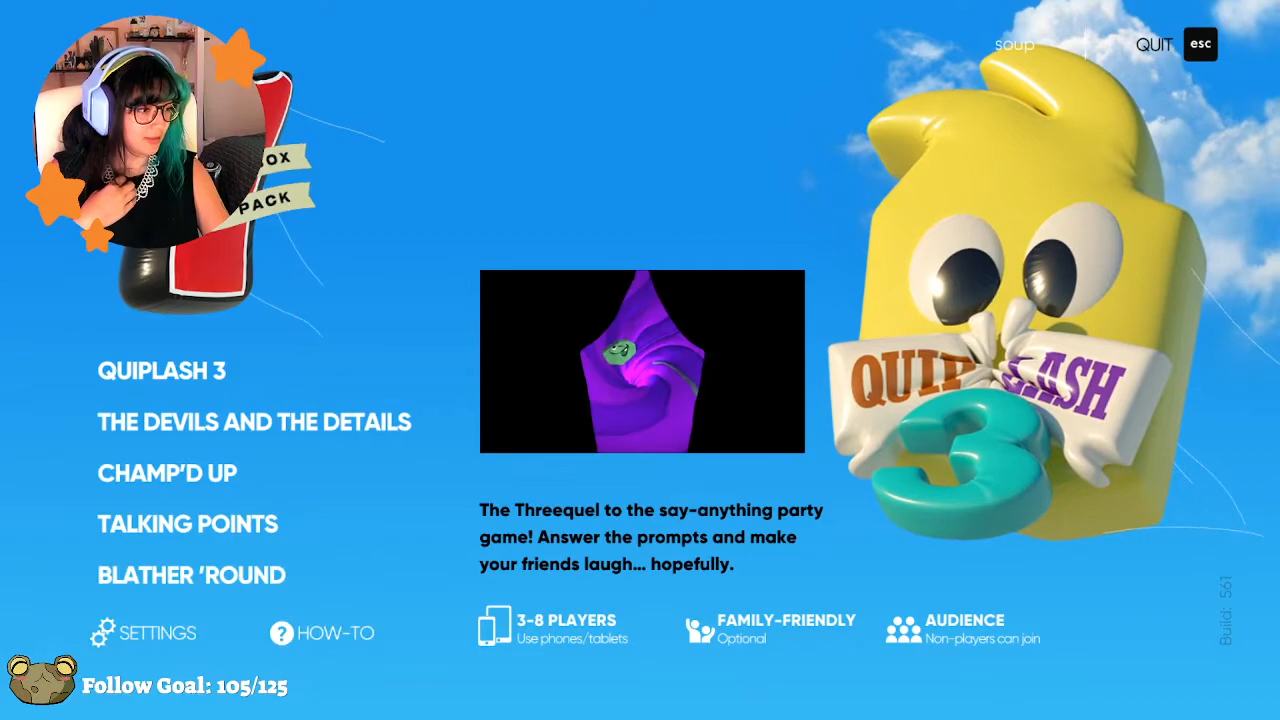 soup
QUIT esc
OX
PACK
QUIPLASH 3
THE DEVILS AND THE DETAILS
CHAMP'D UP
TALKING POINTS
BLATHER 'ROUND
SETTINGS
HOW-TO
The Threequel to the say-anything party
game! Answer the prompts and make
your friends laugh... hopefully.
3-8 PLAYERS
Use phones/tablets
FAMILY-FRIENDLY
Optional
AUDIENCE
Non-players can join
QUIPLASH
3
Build: 561
Follow Goal: 105/125